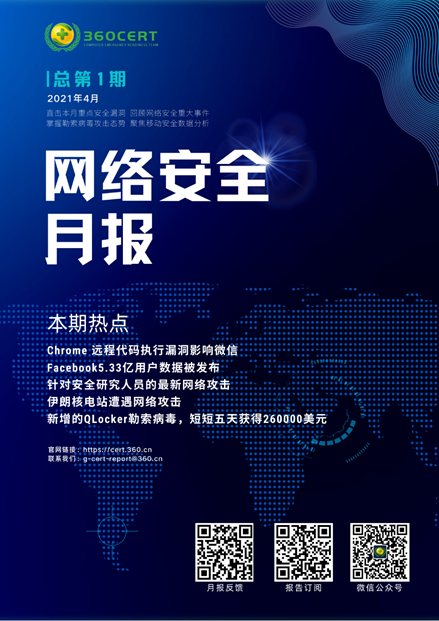 360CERT
COMPUTER EMERGENCY READINESS TEAM
总第1期
2021年4月
直击本月重点安全漏洞 回顾网络安全重大事件
掌握勒索病毒攻击态势 聚焦移动安全数据分析
网络安全
月报
本期热点
Chrome 远程代码执行漏洞影响微信
Facebook5.33亿用户数据被发布
针对安全研究人员的最新网络攻击
伊朗核电站遭遇网络攻击
新增的QLocker勒索病毒，短短五天获得260000美元
官网链接：https://cert.360.cn
联系我们：g-cert-report@360.cn
月报反馈
报告订阅
微信公众号